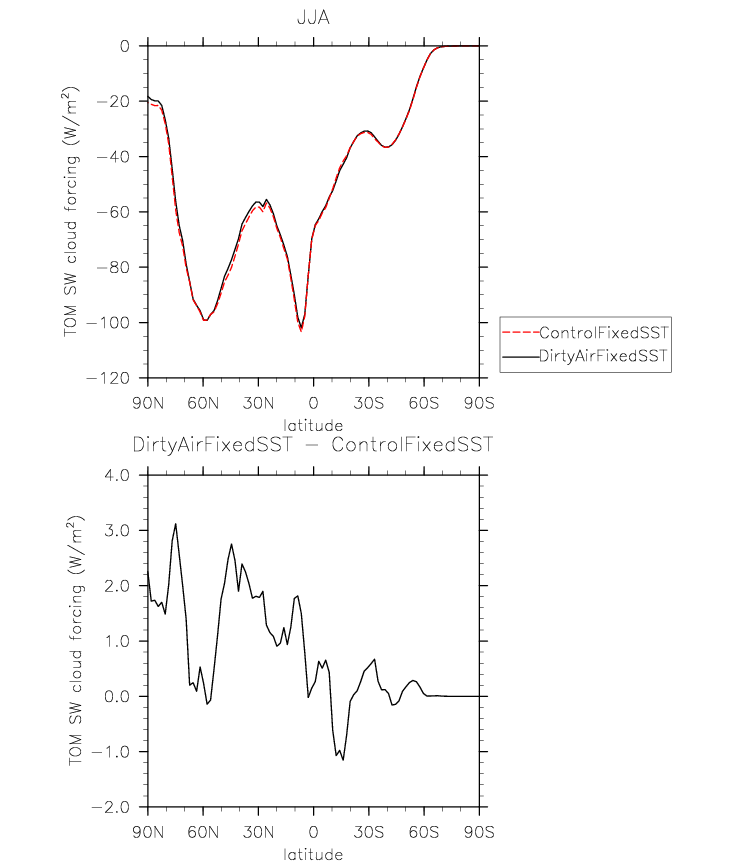 JJA
0
−20
−40
−60
−80
−100
−120
TOM SW cloud forcing (W/m²)
90N 60N 30N 0 30S 60S 90S
latitude
ControlFixedSST
DirtyAirFixedSST
DirtyAirFixedSST − ControlFixedSST
4.0
3.0
2.0
1.0
0.0
−1.0
−2.0
TOM SW cloud forcing (W/m²)
90N 60N 30N 0 30S 60S 90S
latitude